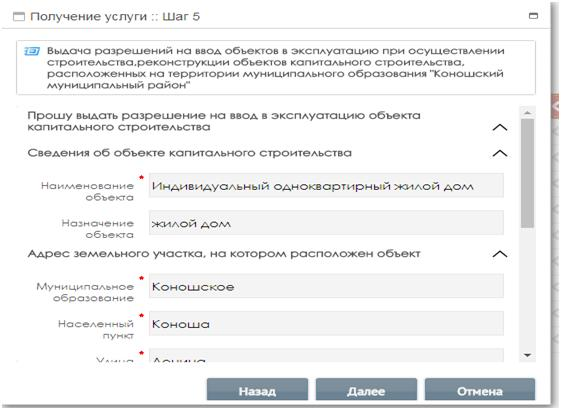 Получение услуги :: Шаг 5
Выдача разрешений на ввод объектов в эксплуатацию при осуществлении
строительства,реконструкции объектов капитального строительства,
расположенных на территории муниципального образования "Коношский
муниципальный район"
Прошу выдать разрешение на ввод в эксплуатацию объекта
капитального строительства
Сведения об объекте капитального строительства
Наименование * Индивидуальный одноквартирный жилой дом
объекта
Назначение жилой дом
объекта
Адрес земельного участка, на котором расположен объект
Муниципальное * Коношское
образование
Населенный * Коноша
пункт
Улица *
Назад Далее Отмена